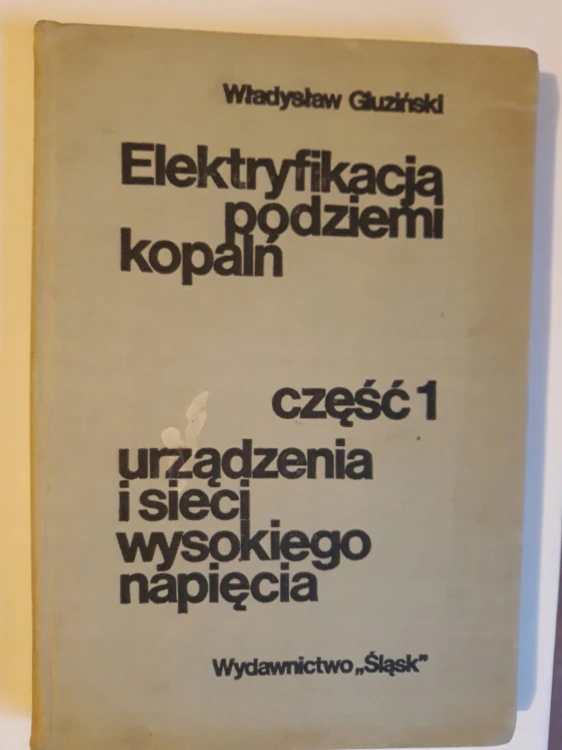 Władysław Gluziński
Elektryfikacja
podziemi
kopalń
część 1
urządzenia
i sieci
wysokiego
napięcia
Wydawnictwo „Śląsk”